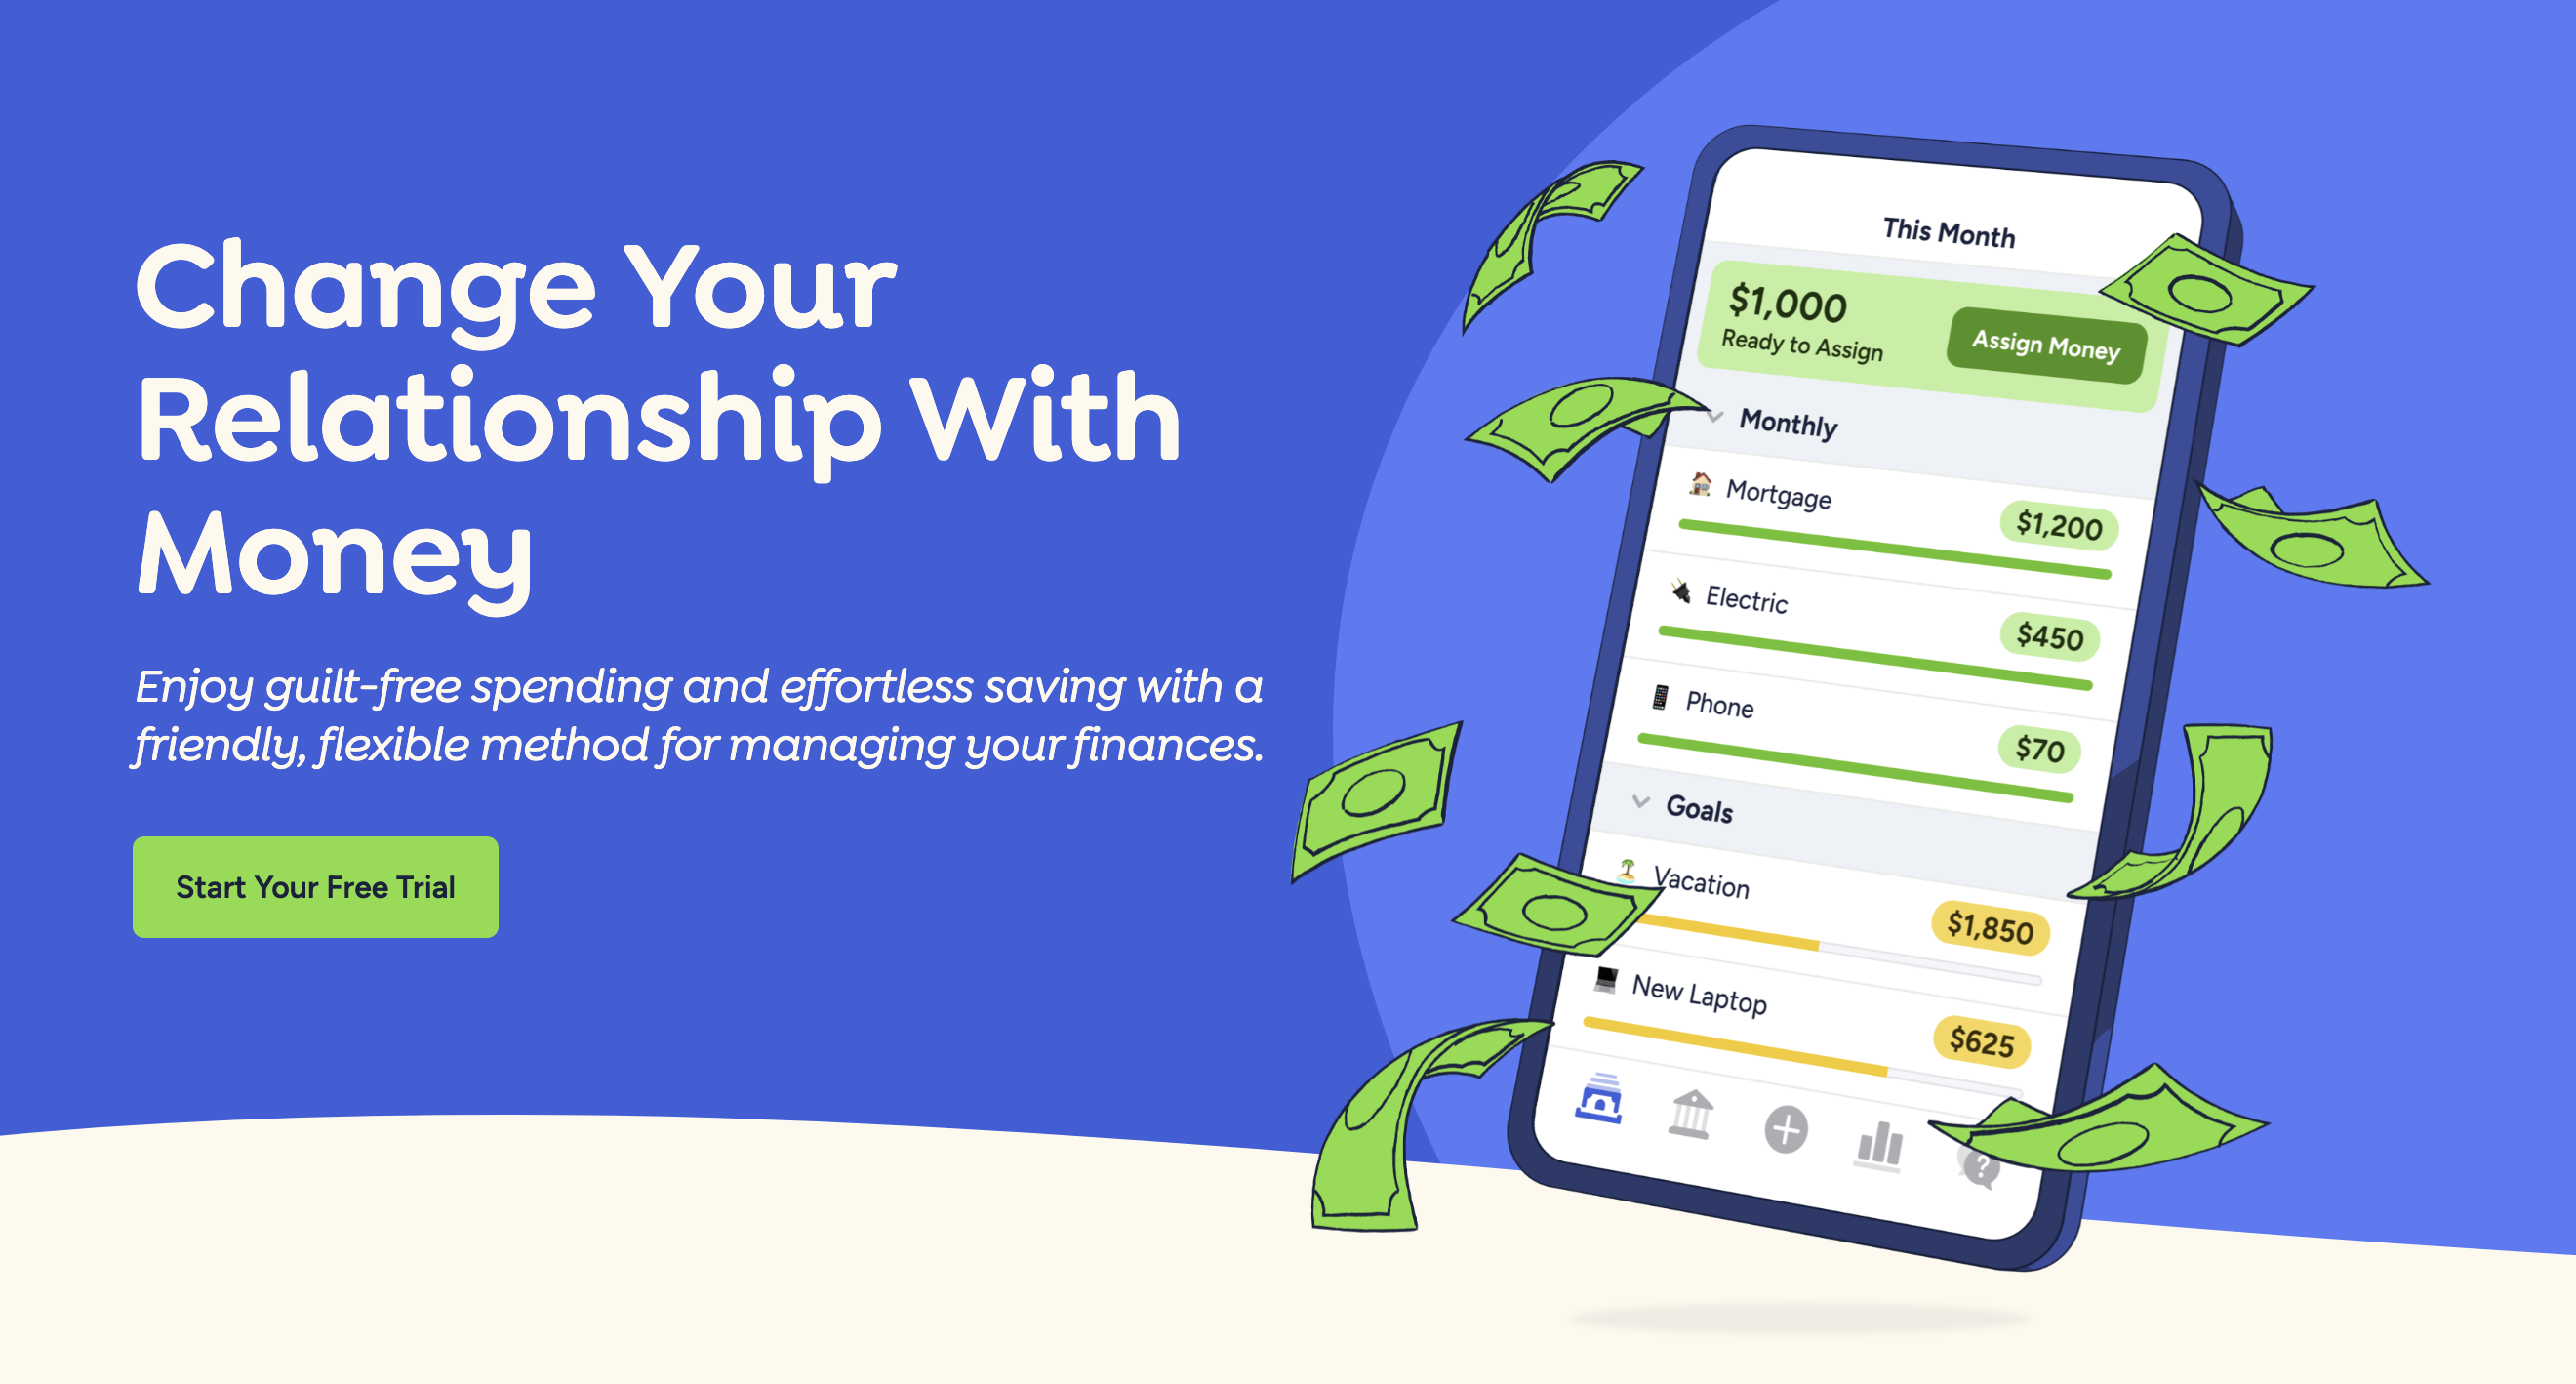 Change Your
Relationship With
Money
Enjoy guilt-free spending and effortless saving with a
friendly, flexible method for managing your finances.
Start Your Free Trial
This Month
$1,000
Ready to Assign
Assign Money
Monthly
Mortgage
$1,200
Electric
$450
Phone
$70
Goals
Vacation
$1,850
New Laptop
$625
?